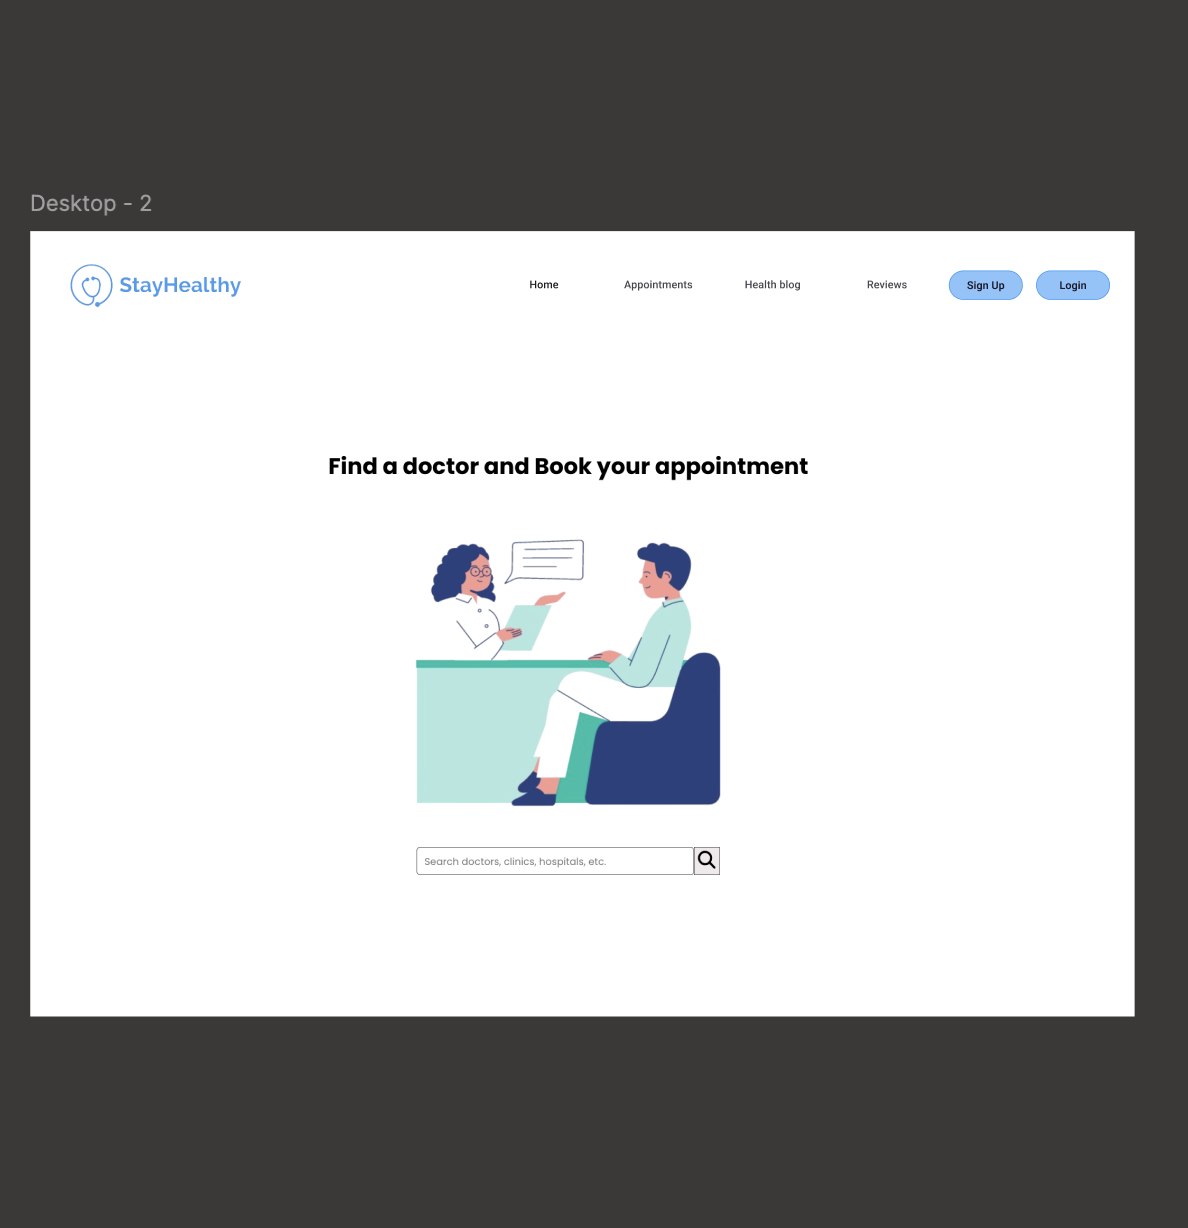 Desktop - 2
StayHealthy
Home Appointments Health blog Reviews Sign Up Login
Find a doctor and Book your appointment
Search doctors, clinics, hospitals, etc.